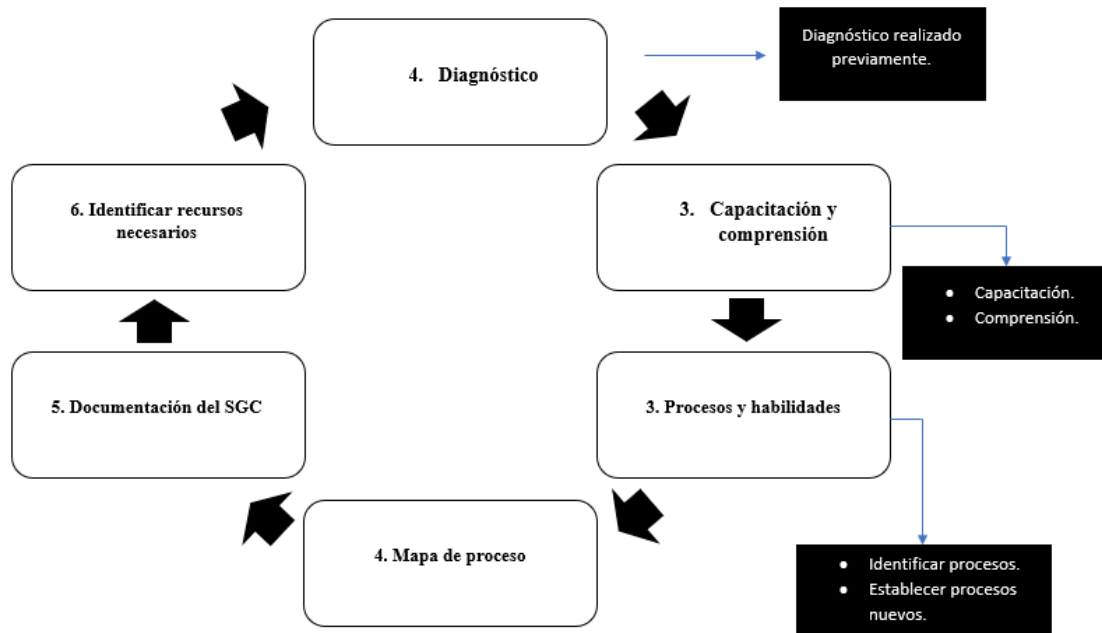 4. Diagnóstico
Diagnóstico realizado
previamente.
3. Capacitación y
comprensión
● Capacitación.
● Comprensión.
3. Procesos y habilidades
● Identificar procesos.
● Establecer procesos
nuevos.
4. Mapa de proceso
5. Documentación del SGC
6. Identificar recursos
necesarios